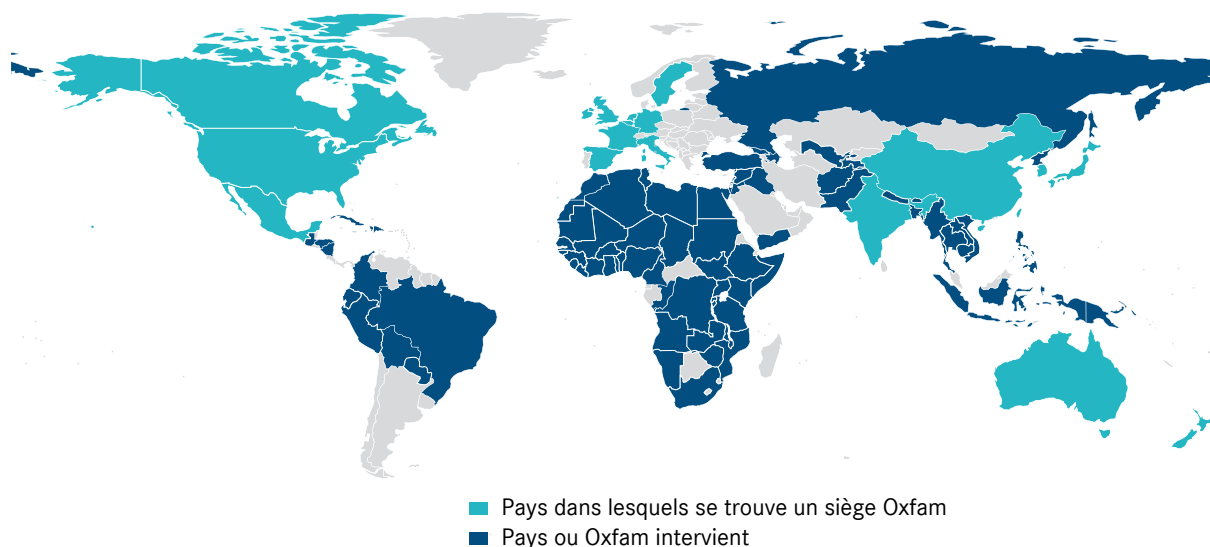 Pays dans lesquels se trouve un siège Oxfam
Pays ou Oxfam intervient